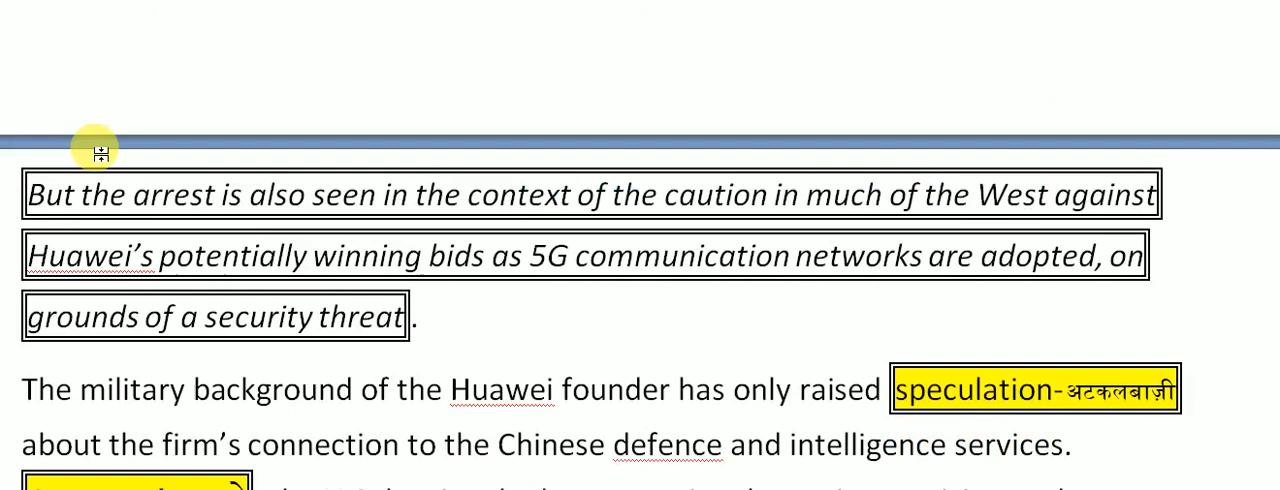 But the arrest is also seen in the context of the caution in much of the West against
Huawei's potentially winning bids as 5G communication networks are adopted, on
grounds of a security threat.
The military background of the Huawei founder has only raised speculation-अटकलबाज़ी
about the firm's connection to the Chinese defence and intelligence services.